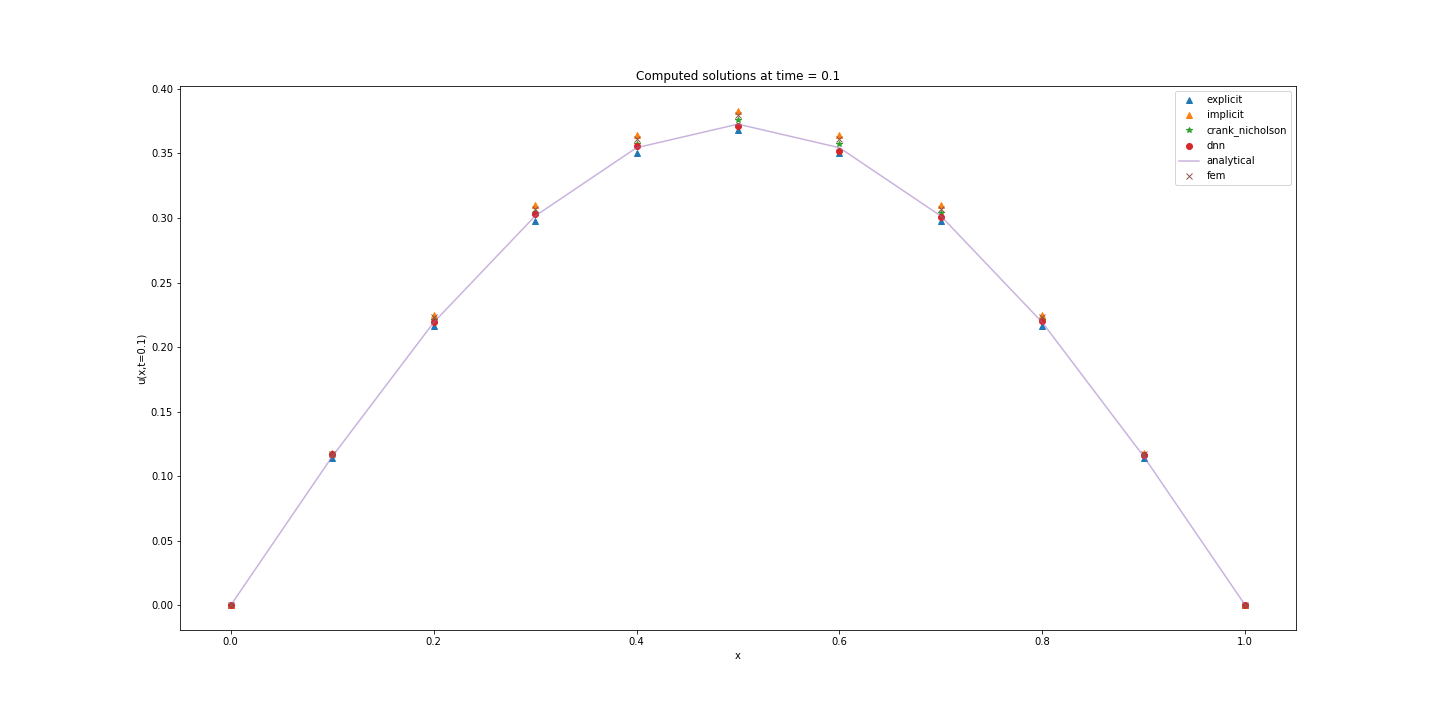 Computed solutions at time = 0.1
explicit
implicit
crank_nicholson
dnn
analytical
fem
u(x,t=0.1)
0.40
0.35
0.30
0.25
0.20
0.15
0.10
0.05
0.00
0.0 0.2 0.4 0.6 0.8 1.0
x